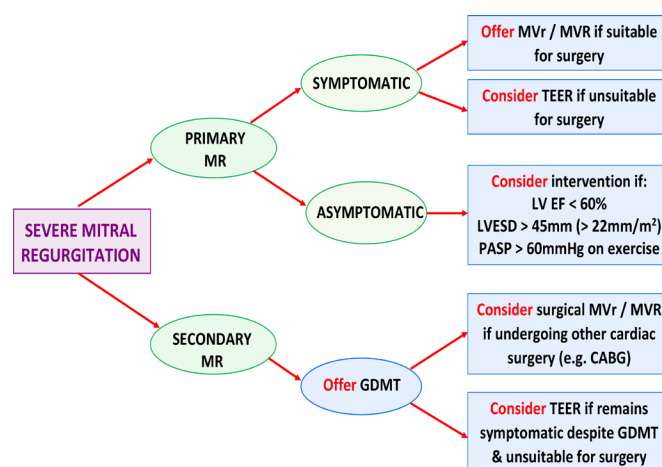 Offer MVr / MVR if suitable
for surgery
SYMPTOMATIC
Consider TEER if unsuitable
for surgery
PRIMARY
MR
Consider intervention if:
LV EF < 60%
LVESD > 45mm (> 22mm/m²)
PASP > 60mmHg on exercise
ASYMPTOMATIC
SEVERE MITRAL
REGURGITATION
Consider surgical MVr / MVR
if undergoing other cardiac
surgery (e.g. CABG)
SECONDARY
MR
Offer GDMT
Consider TEER if remains
symptomatic despite GDMT
& unsuitable for surgery